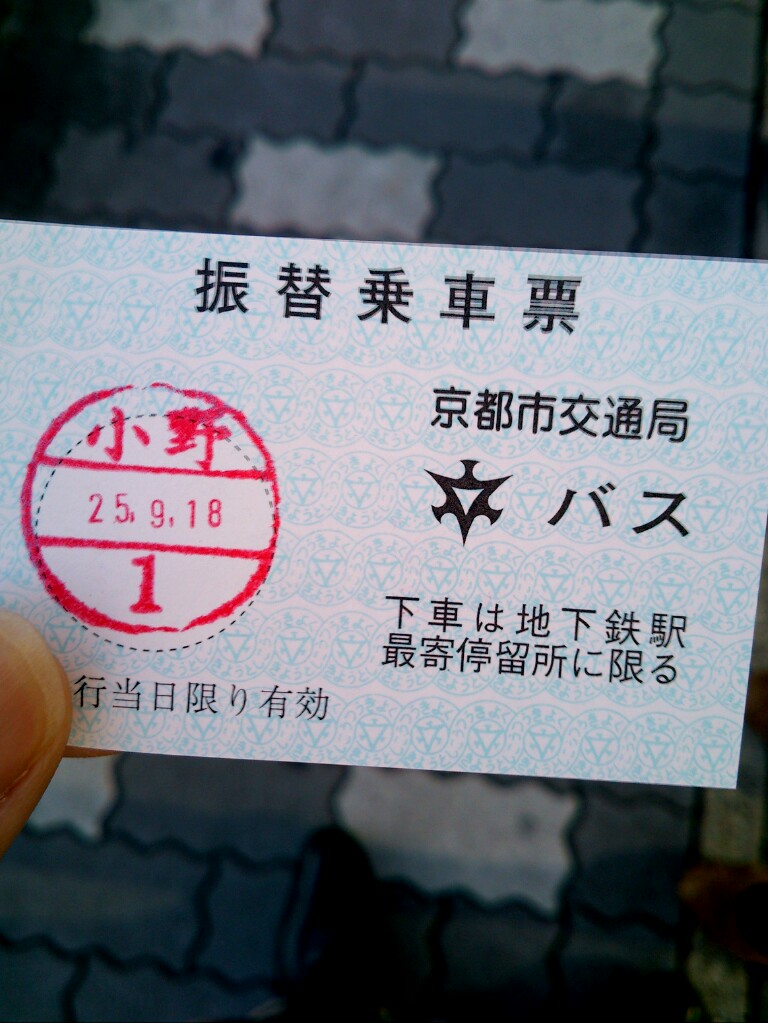 振替乗車票
小野
25.9.18
1
京都市交通局
バス
下車は地下鉄駅
最寄停留所に限る
行当日限り有効